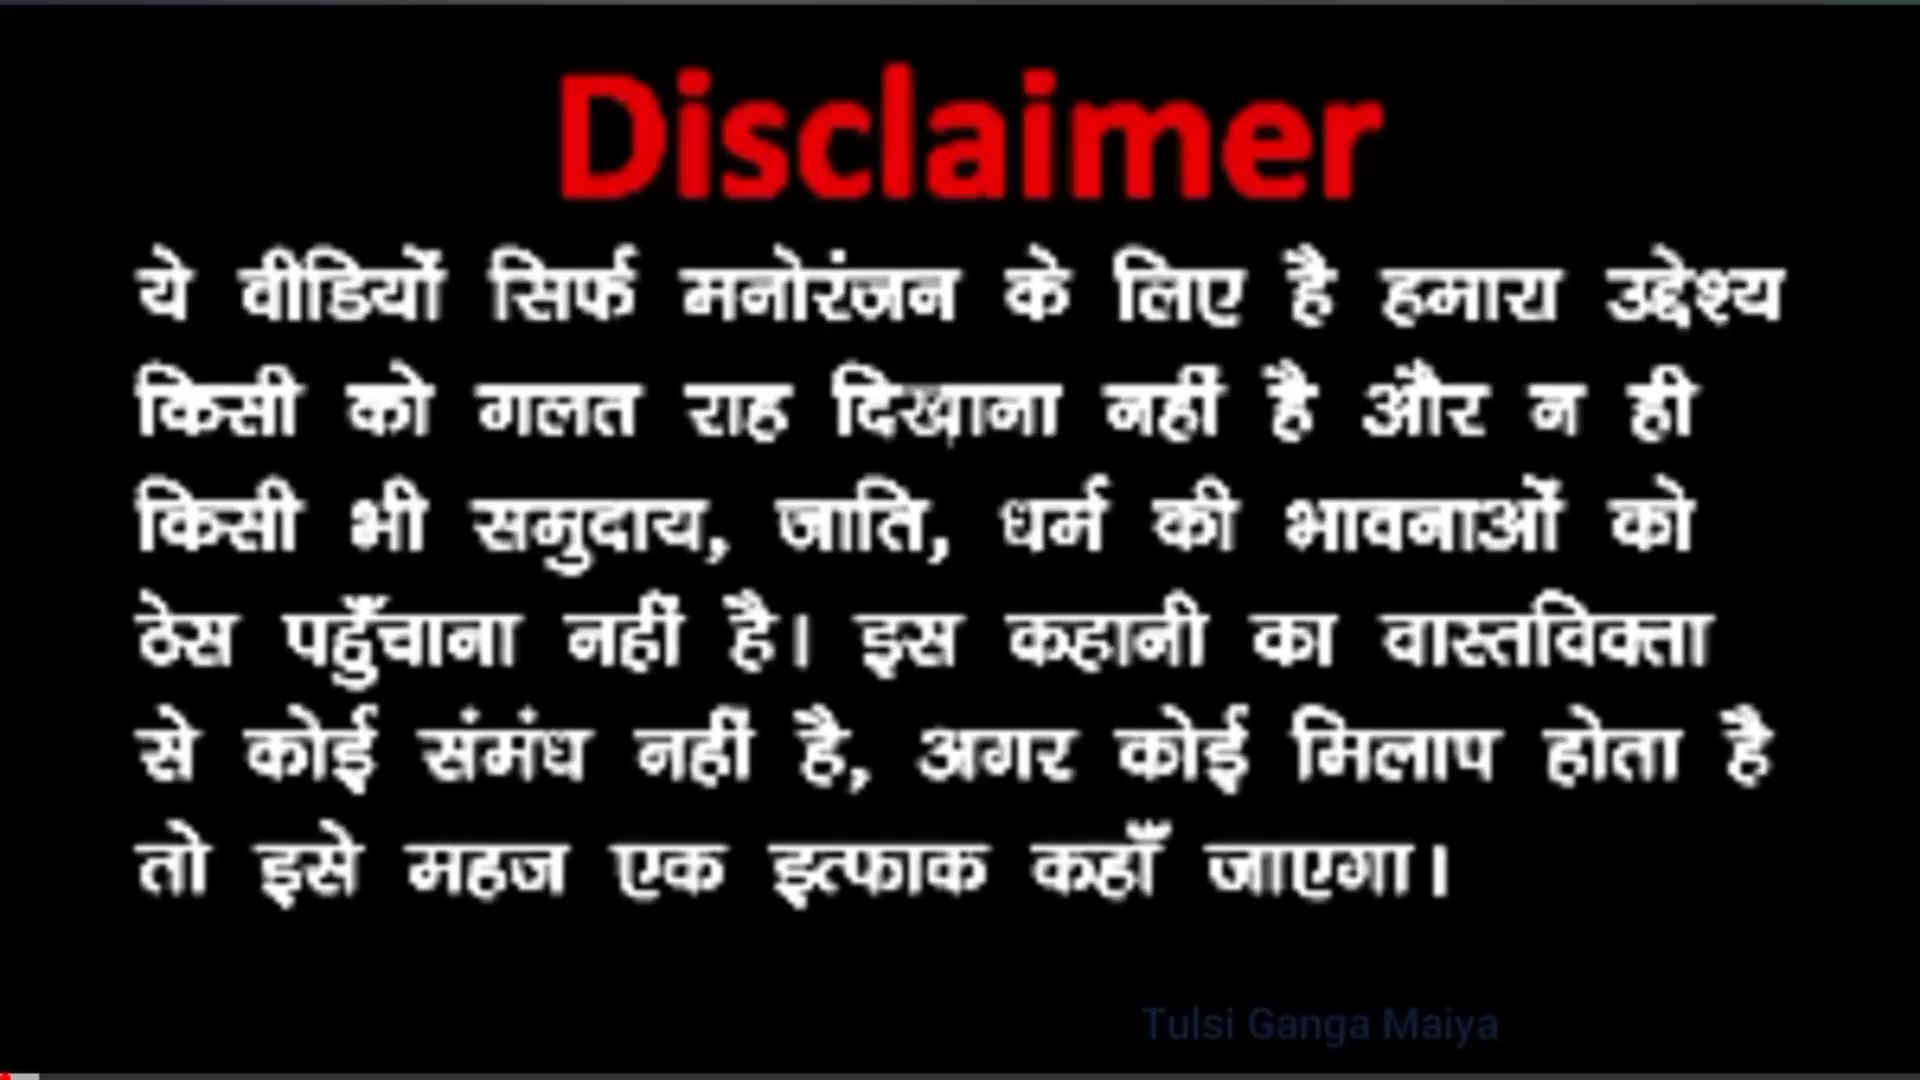 Disclaimer
ये वीडियों सिर्फ मनोरंजन के लिए है हमारा उद्देश्य
किसी को गलत राह दिखाना नहीं है और न ही
किसी भी समुदाय, जाति, धर्म की भावनाओं को
ठेस पहुँचाना नहीं है। इस कहानी का वास्तविक्ता
से कोई संमंध नहीं है, अगर कोई मिलाप होता है
तो इसे महज एक इत्फाक कहाँ जाएगा।
Tulsi Ganga Maiya